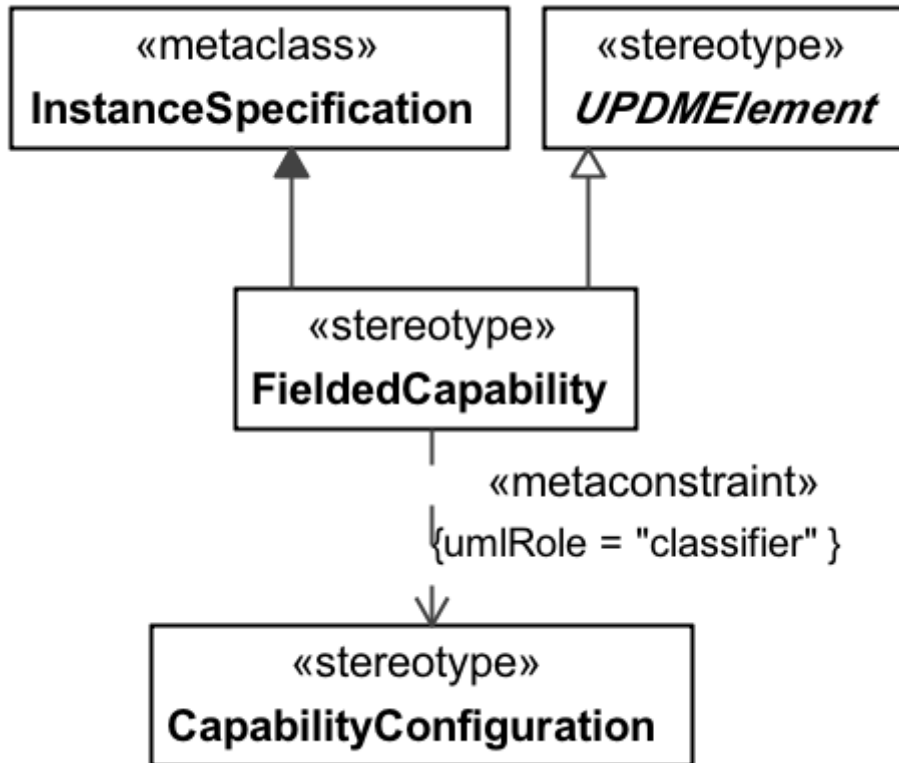 «metaclass»
InstanceSpecification
«stereotype»
UPDMElement
«stereotype»
FieldedCapability
«metaconstraint»
{umlRole = "classifier" }
«stereotype»
CapabilityConfiguration